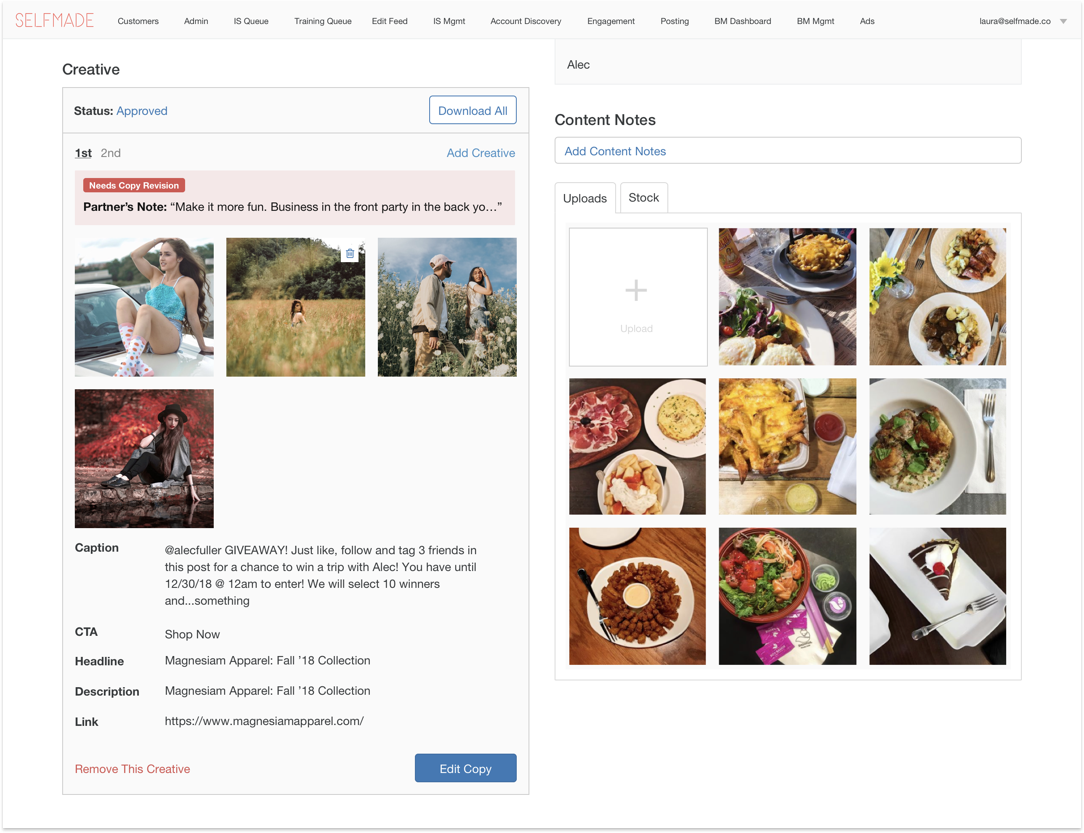 SELFMADE
Customers
Admin
IS Queue
Training Queue
Edit Feed
IS Mgmt
Account Discovery
Engagement
Posting
BM Dashboard
BM Mgmt
Ads
laura@selfmade.co
Creative
Status: Approved
Download All
1st 2nd
Add Creative
Needs Copy Revision
Partner’s Note: “Make it more fun. Business in the front party in the back yo…”
Caption
@alecfuller GIVEAWAY! Just like, follow and tag 3 friends in
this post for a chance to win a trip with Alec! You have until
12/30/18 @ 12am to enter! We will select 10 winners
and...something
CTA
Shop Now
Headline
Magnesiam Apparel: Fall ’18 Collection
Description
Magnesiam Apparel: Fall ’18 Collection
Link
https://www.magnesiamapparel.com/
Remove This Creative
Edit Copy
Alec
Content Notes
Add Content Notes
Uploads
Stock
Upload